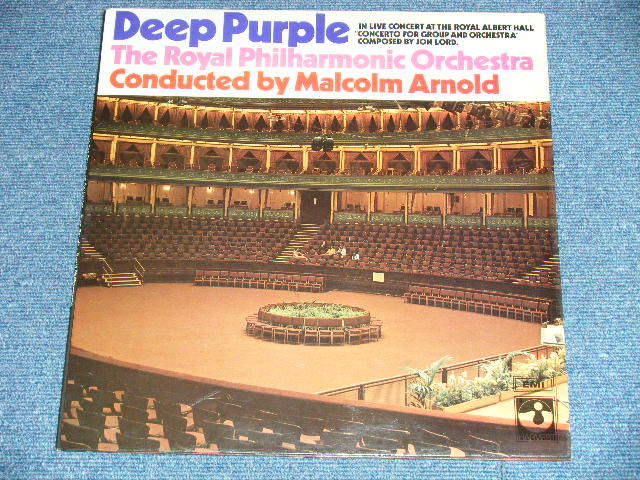 Deep Purple
IN LIVE CONCERT AT THE ROYAL ALBERT HALL
"CONCERTO FOR GROUP AND ORCHESTRA"
COMPOSED BY JON LORD.
The Royal Philharmonic Orchestra
Conducted by Malcolm Arnold
EMI
HARVEST